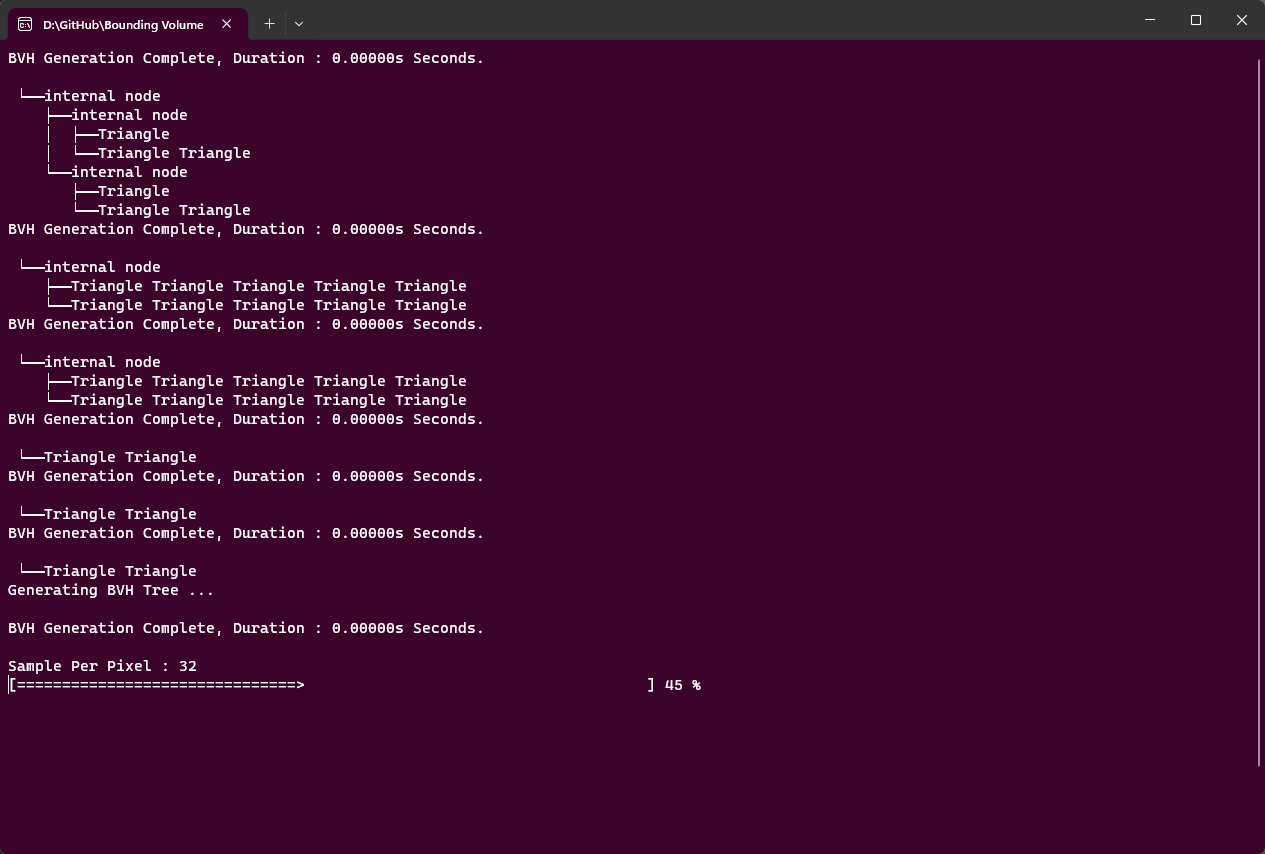 D:\GitHub\Bounding Volume
BVH Generation Complete, Duration : 0.00000s Seconds.
└──internal node
├──internal node
│ ├──Triangle
│ └──Triangle Triangle
└──internal node
├──Triangle
└──Triangle Triangle
BVH Generation Complete, Duration : 0.00000s Seconds.
└──internal node
├──Triangle Triangle Triangle Triangle Triangle
└──Triangle Triangle Triangle Triangle Triangle
BVH Generation Complete, Duration : 0.00000s Seconds.
└──internal node
├──Triangle Triangle Triangle Triangle Triangle
└──Triangle Triangle Triangle Triangle Triangle
BVH Generation Complete, Duration : 0.00000s Seconds.
└──Triangle Triangle
BVH Generation Complete, Duration : 0.00000s Seconds.
└──Triangle Triangle
BVH Generation Complete, Duration : 0.00000s Seconds.
└──Triangle Triangle
Generating BVH Tree ...
BVH Generation Complete, Duration : 0.00000s Seconds.
Sample Per Pixel : 32
[===============================>                                      ] 45 %